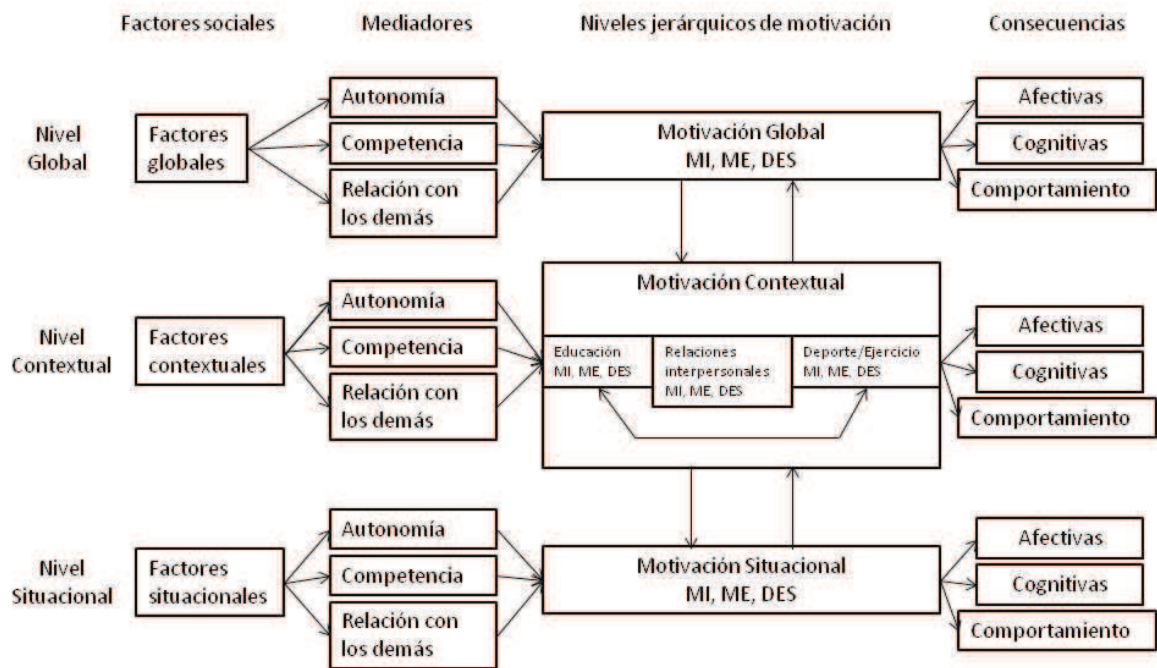 Factores sociales
Mediadores
Niveles jerárquicos de motivación
Consecuencias
Nivel
Global
Factores
globales
Autonomía
Competencia
Relación con
los demás
Motivación Global
MI, ME, DES
Afectivas
Cognitivas
Comportamiento
Nivel
Contextual
Factores
contextuales
Autonomía
Competencia
Relación con
los demás
Motivación Contextual
Educación
MI, ME, DES
Relaciones
interpersonales
MI, ME, DES
Deporte/Ejercicio
MI, ME, DES
Afectivas
Cognitivas
Comportamiento
Nivel
Situacional
Factores
situacionales
Autonomía
Competencia
Relación con
los demás
Motivación Situacional
MI, ME, DES
Afectivas
Cognitivas
Comportamiento